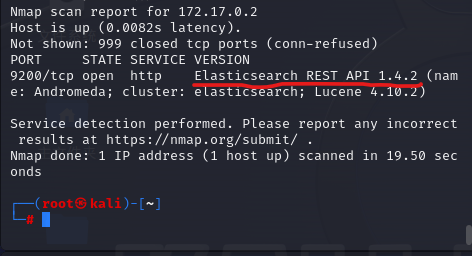 Nmap scan report for 172.17.0.2
Host is up (0.0082s latency).
Not shown: 999 closed tcp ports (conn-refused)
PORT     STATE SERVICE VERSION
9200/tcp open  http    Elasticsearch REST API 1.4.2 (nam
e: Andromeda; cluster: elasticsearch; Lucene 4.10.2)

Service detection performed. Please report any incorrect
 results at https://nmap.org/submit/ .
Nmap done: 1 IP address (1 host up) scanned in 19.50 sec
onds

┌──(root㉿kali)-[~]
└─#